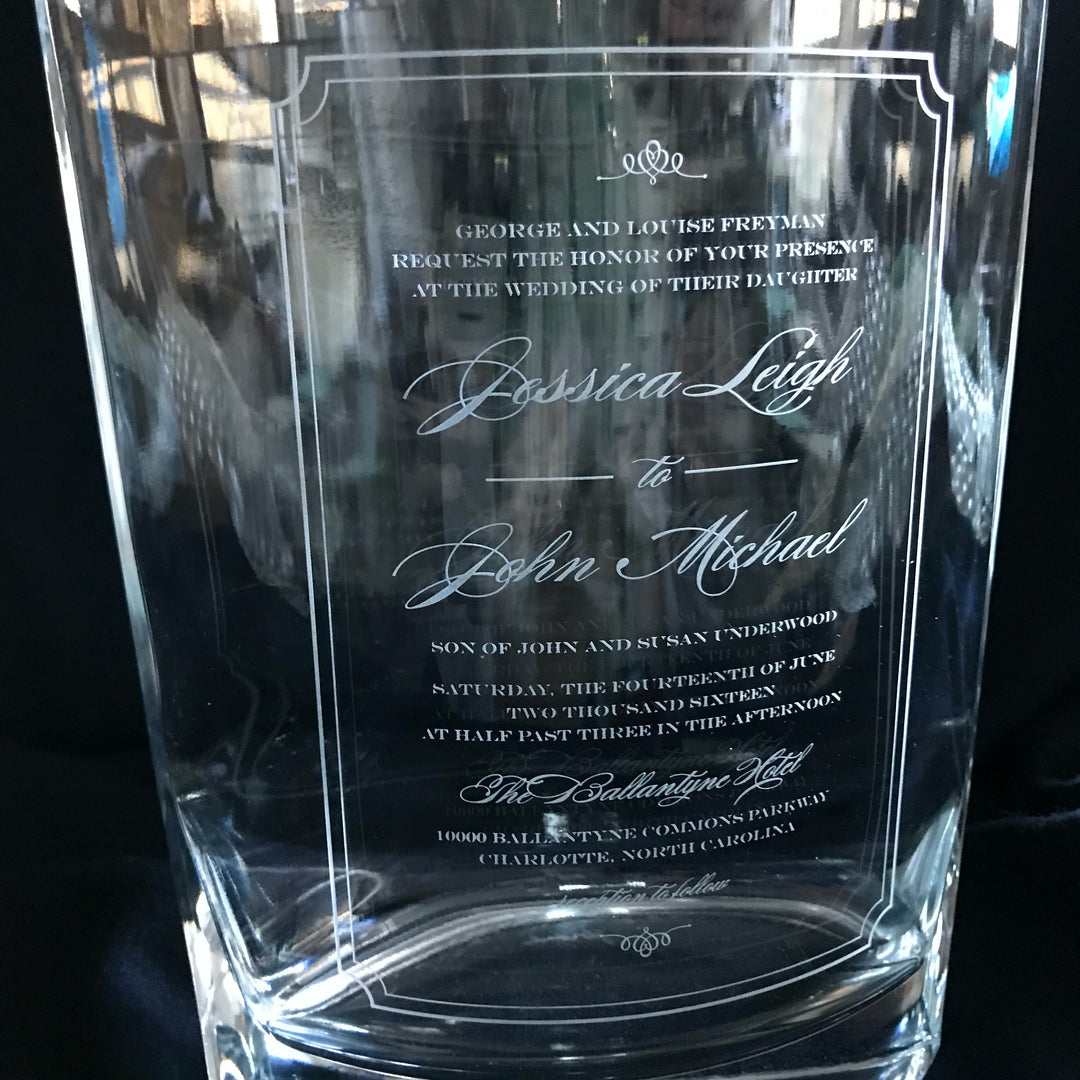 GEORGE AND LOUISE FREYMAN
REQUEST THE HONOR OF YOUR PRESENCE
AT THE WEDDING OF THEIR DAUGHTER
Jessica Leigh
to
John Michael
SON OF JOHN AND SUSAN UNDERWOOD
SATURDAY, THE FOURTEENTH OF JUNE
TWO THOUSAND SIXTEEN
AT HALF PAST THREE IN THE AFTERNOON
The Ballantyne Hotel
10000 BALLANTYNE COMMONS PARKWAY
CHARLOTTE, NORTH CAROLINA
reception to follow